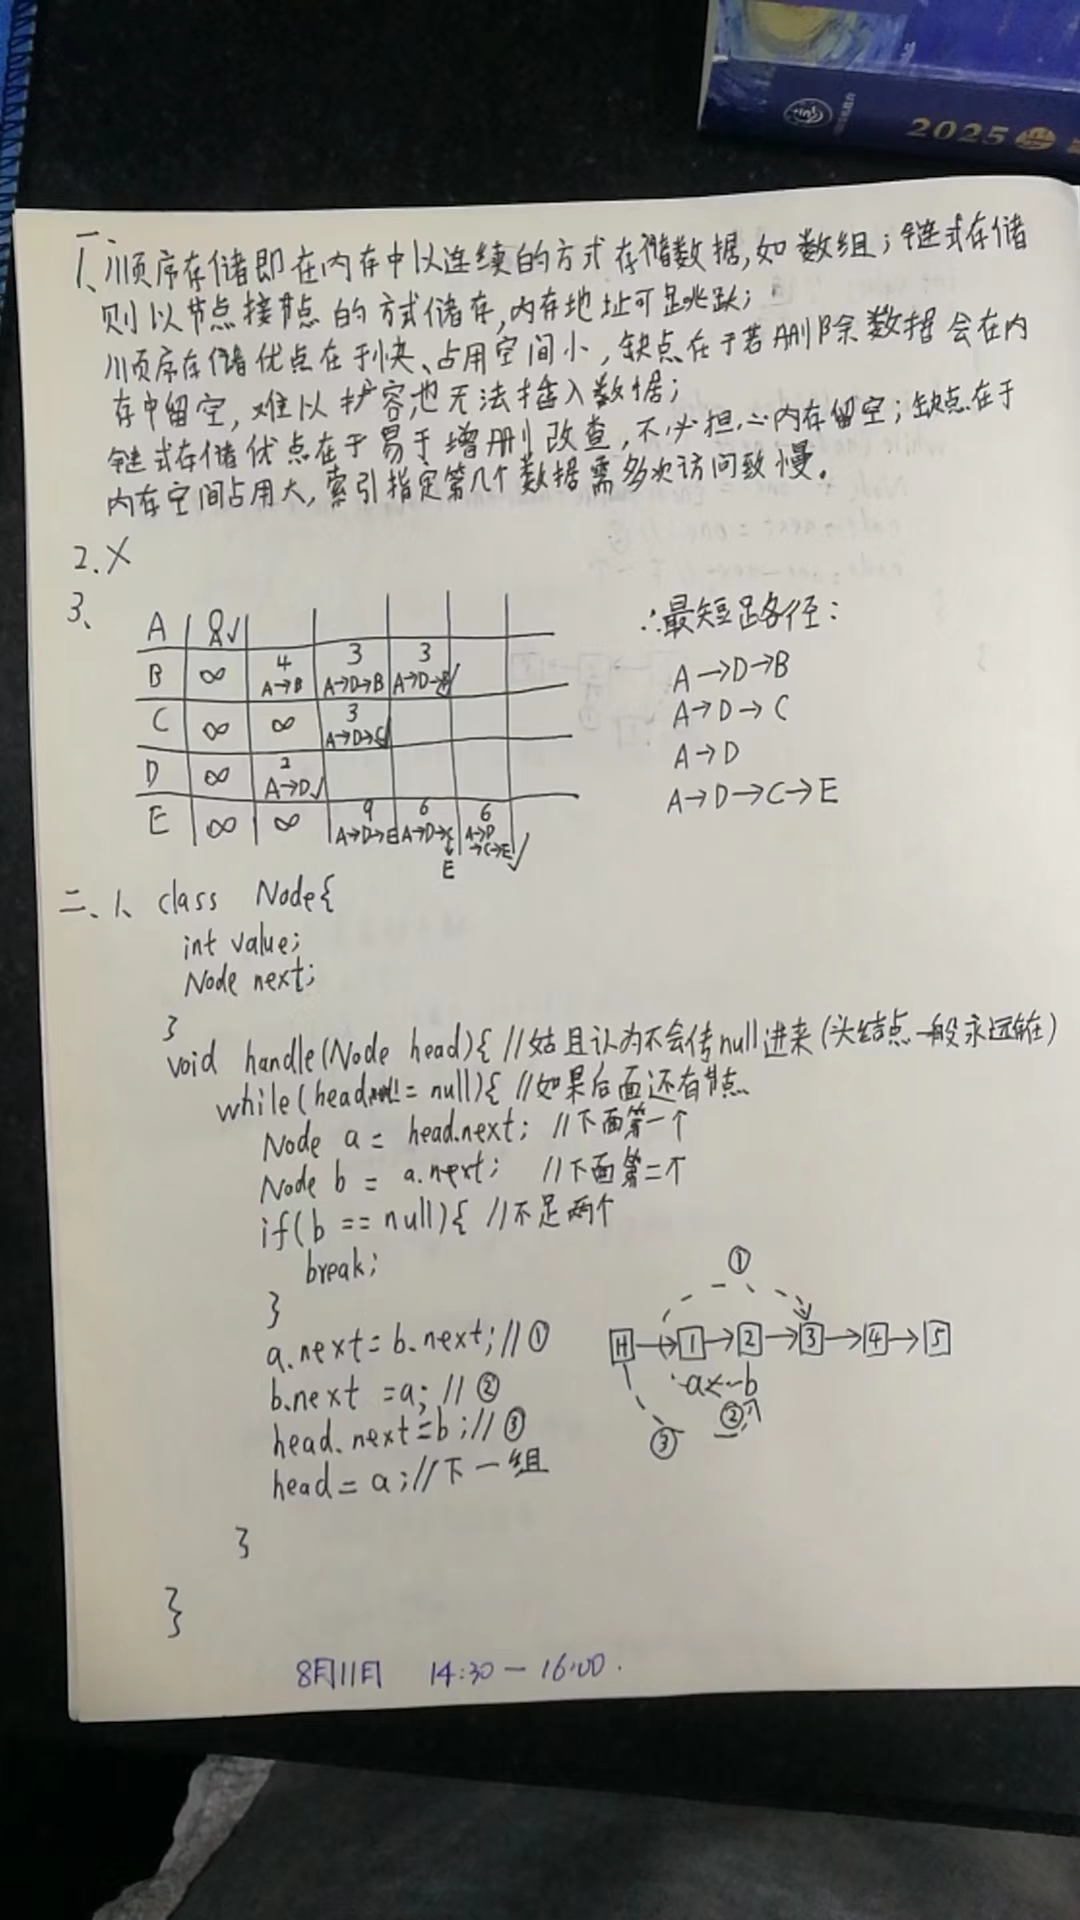 2025年
一
1、顺序存储即在内存中以连续的方式存储数据,如数组;链式存储
则以节点接节点的方式储存,内存地址可跳跃;
顺序存储优点在于快、占用空间小,缺点在于若删除数据会在内
存中留空,难以扩容,也无法插入数据;
链式存储优点在于易于增删改查,不必担心内存留空;缺点在于
内存空间占用大,索引指定第几个数据需多次访问致慢。
2.X
3、
A ✓
B ∞ 4 A→B 3 A→D→B 3 A→D→B ✓
C ∞ ∞ 3 A→D→C ✓
D ∞ 2 A→D ✓
E ∞ ∞ 9 A→D→E 6 A→D→C→E 6 A→D→C→E ✓
∴最短路径:
A→D→B
A→D→C
A→D
A→D→C→E
二、1、class Node{
int value;
Node next;
}
void handle(Node head){ //姑且认为不会传null进来(头结点一般永远都在)
while(head != null){ //如果后面还有节点
Node a = head.next; //下面第一个
Node b = a.next; //下面第二个
if(b == null){ //不足两个
break;
}
a.next=b.next;//①
b.next =a; //②
head.next=b;//③
head=a;//下一组
}
}
①
H→1→2→3→4→5
a←b
②
③
8月11日 14:30—16:00.